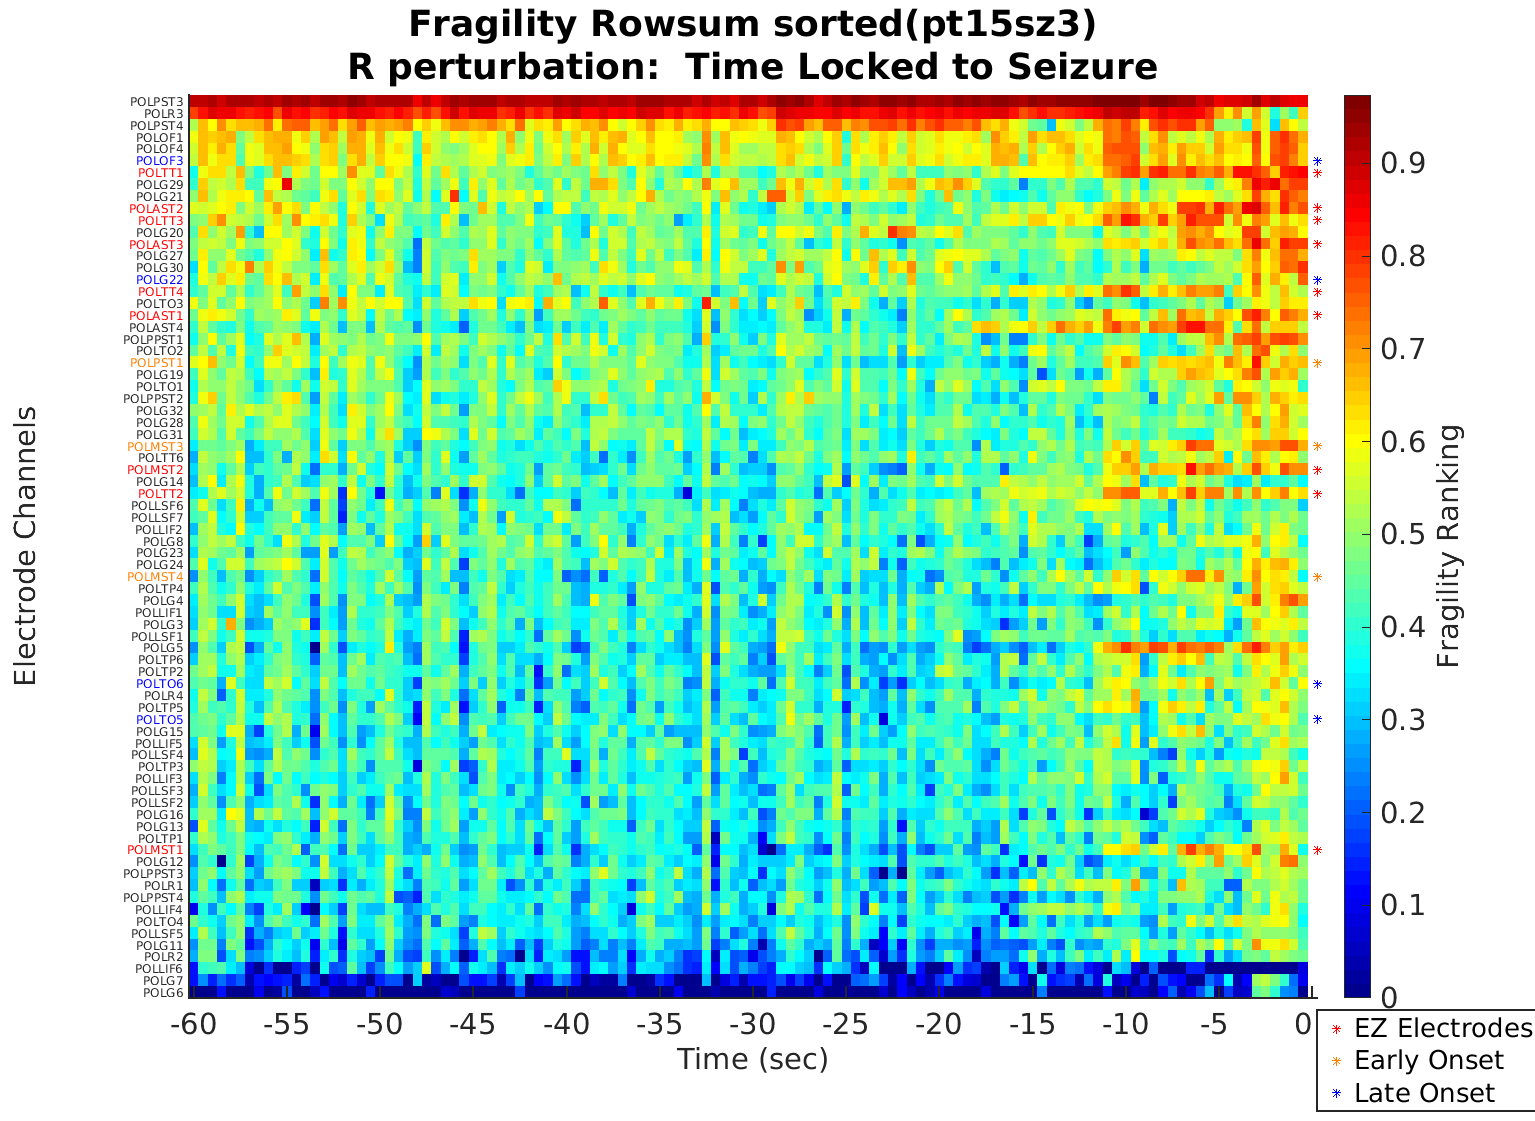 Fragility Rowsum sorted(pt15sz3)
R perturbation:  Time Locked to Seizure
Electrode Channels
POLPST3
POLR3
POLPST4
POLOF1
POLOF4
POLOF3
POLTT1
POLG29
POLG21
POLAST2
POLTT3
POLG20
POLAST3
POLG27
POLG30
POLG22
POLTT4
POLTO3
POLAST1
POLAST4
POLPPST1
POLTO2
POLPST1
POLG19
POLTO1
POLPPST2
POLG32
POLG28
POLG31
POLMST3
POLTT6
POLMST2
POLG14
POLTT2
POLLSF6
POLLSF7
POLLIF2
POLG8
POLG23
POLG24
POLMST4
POLTP4
POLG4
POLLIF1
POLG3
POLLSF1
POLG5
POLTP6
POLTP2
POLTO6
POLR4
POLTP5
POLTO5
POLG15
POLLIF5
POLLSF4
POLTP3
POLLIF3
POLLSF3
POLLSF2
POLG16
POLG13
POLTP1
POLMST1
POLG12
POLPPST3
POLR1
POLPPST4
POLLIF4
POLTO4
POLLSF5
POLG11
POLR2
POLLIF6
POLG7
POLG6
-60 -55 -50 -45 -40 -35 -30 -25 -20 -15 -10 -5 0
Time (sec)
0.9
0.8
0.7
0.6
0.5
0.4
0.3
0.2
0.1
0
Fragility Ranking
EZ Electrodes
Early Onset
Late Onset